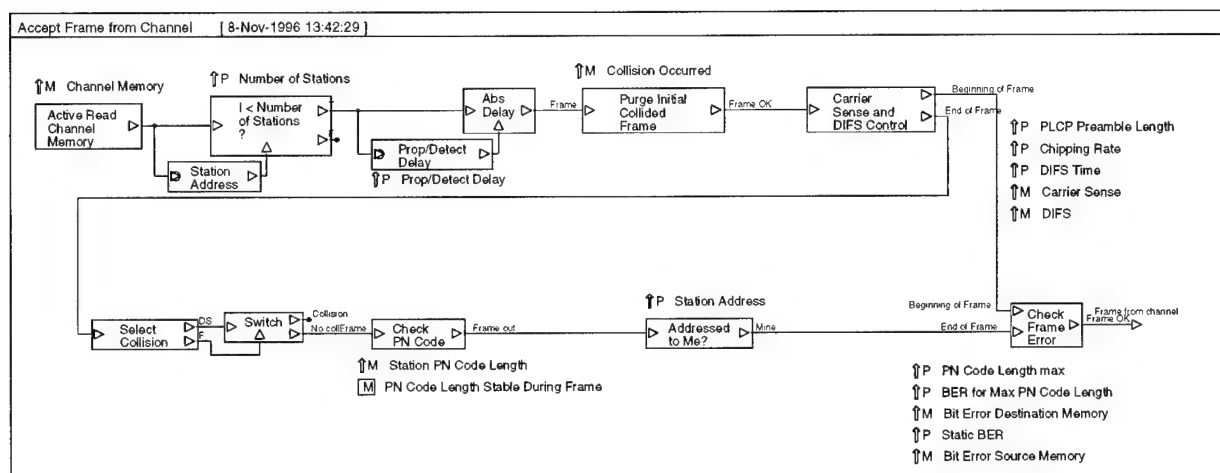 Accept Frame from Channel [ 8-Nov-1996 13:42:29 ]
⇑M Channel Memory
⇑P Number of Stations
⇑M Collision Occurred
Active Read
Channel
Memory
I < Number
of Stations
?
T
F
Station
Address
Abs
Delay
Prop/Detect
Delay
⇑P Prop/Detect Delay
Frame
Purge Initial
Collided
Frame
Frame OK
Carrier
Sense and
DIFS Control
Beginning of Frame
End of Frame
⇑P PLCP Preamble Length
⇑P Chipping Rate
⇑P DIFS Time
⇑M Carrier Sense
⇑M DIFS
Select
Collision
DS
F
Switch
Collision
No collFrame
Check
PN Code
Frame out
⇑M Station PN Code Length
M PN Code Length Stable During Frame
⇑P Station Address
Addressed
to Me?
Mine
Beginning of Frame
End of Frame
Check
Frame
Error
Frame from channel
Frame OK
⇑P PN Code Length max
⇑P BER for Max PN Code Length
⇑M Bit Error Destination Memory
⇑P Static BER
⇑M Bit Error Source Memory